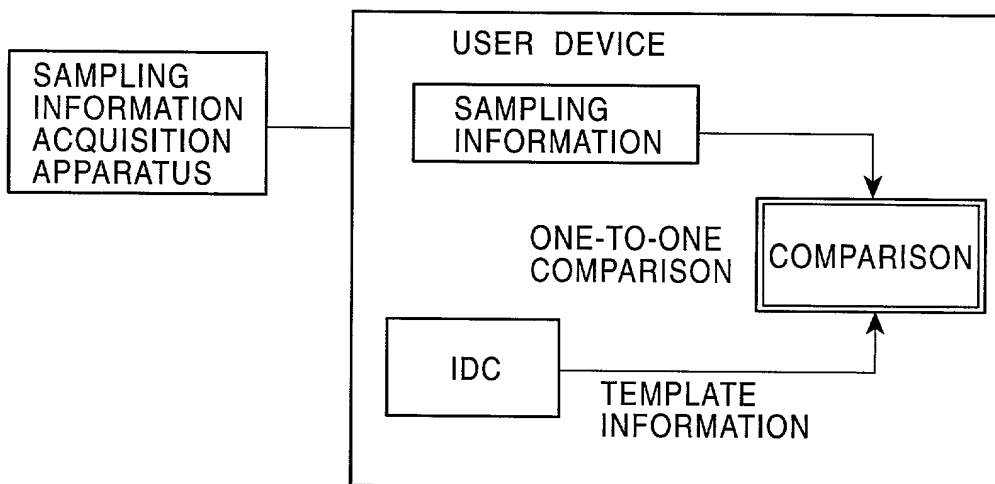 USER DEVICE
SAMPLING
INFORMATION
ACQUISITION
APPARATUS
SAMPLING
INFORMATION
ONE-TO-ONE
COMPARISON
COMPARISON
IDC
TEMPLATE
INFORMATION